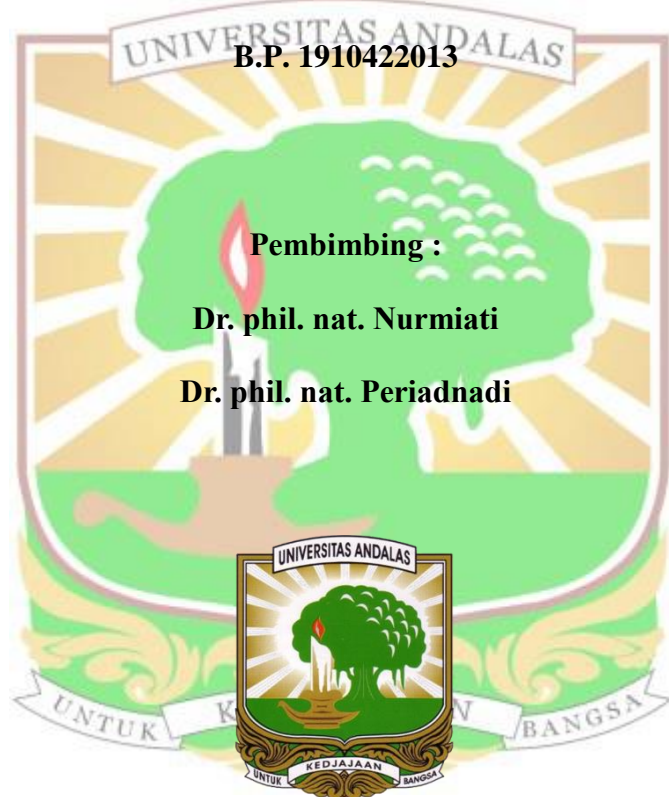 UNIVERSITAS ANDALAS
B.P. 1910422013
Pembimbing :
Dr. phil. nat. Nurmiati
Dr. phil. nat. Periadnadi
UNIVERSITAS ANDALAS
UNTUK KEDJAJAAN BANGSA
UNTUK K N BANGSA